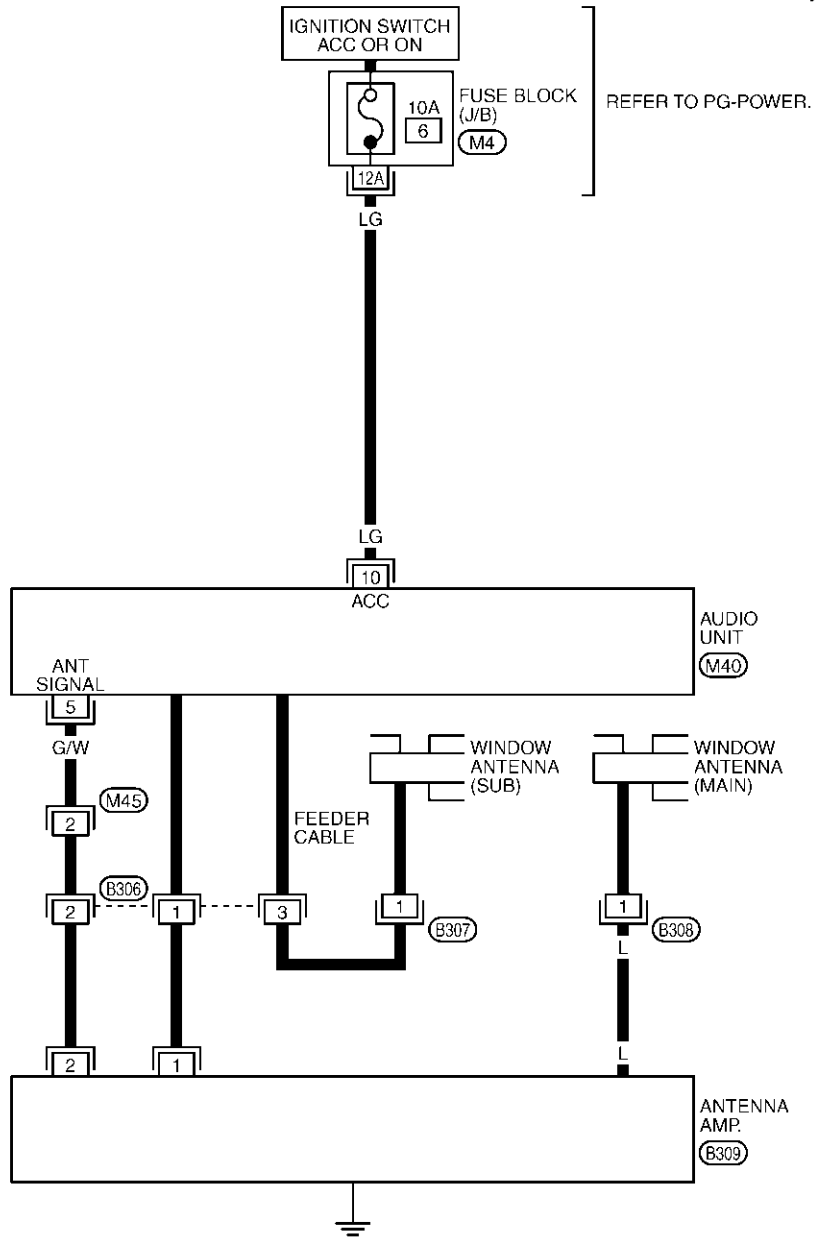 IGNITION SWITCH
ACC OR ON
10A
6
FUSE BLOCK
(J/B)
M4
REFER TO PG-POWER.
12A
LG
LG
10
ACC
AUDIO
UNIT
M40
ANT
SIGNAL
5
G/W
WINDOW
ANTENNA
(SUB)
WINDOW
ANTENNA
(MAIN)
M45
2
FEEDER
CABLE
B306
2
1
3
1
B307
1
B308
L
L
2
1
ANTENNA
AMP.
B309